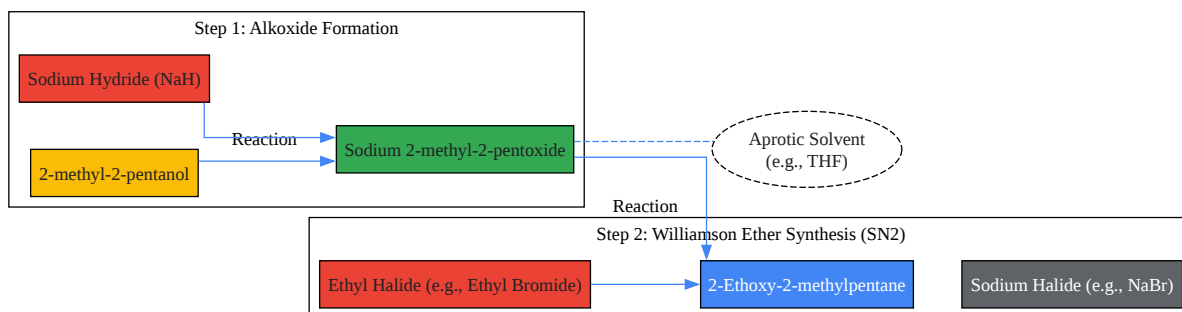 Step 1: Alkoxide Formation
Sodium Hydride (NaH)
Reaction
2-methyl-2-pentanol
Sodium 2-methyl-2-pentoxide
Aprotic Solvent
(e.g., THF)
Reaction
Step 2: Williamson Ether Synthesis (SN2)
Ethyl Halide (e.g., Ethyl Bromide)
2-Ethoxy-2-methylpentane
Sodium Halide (e.g., NaBr)